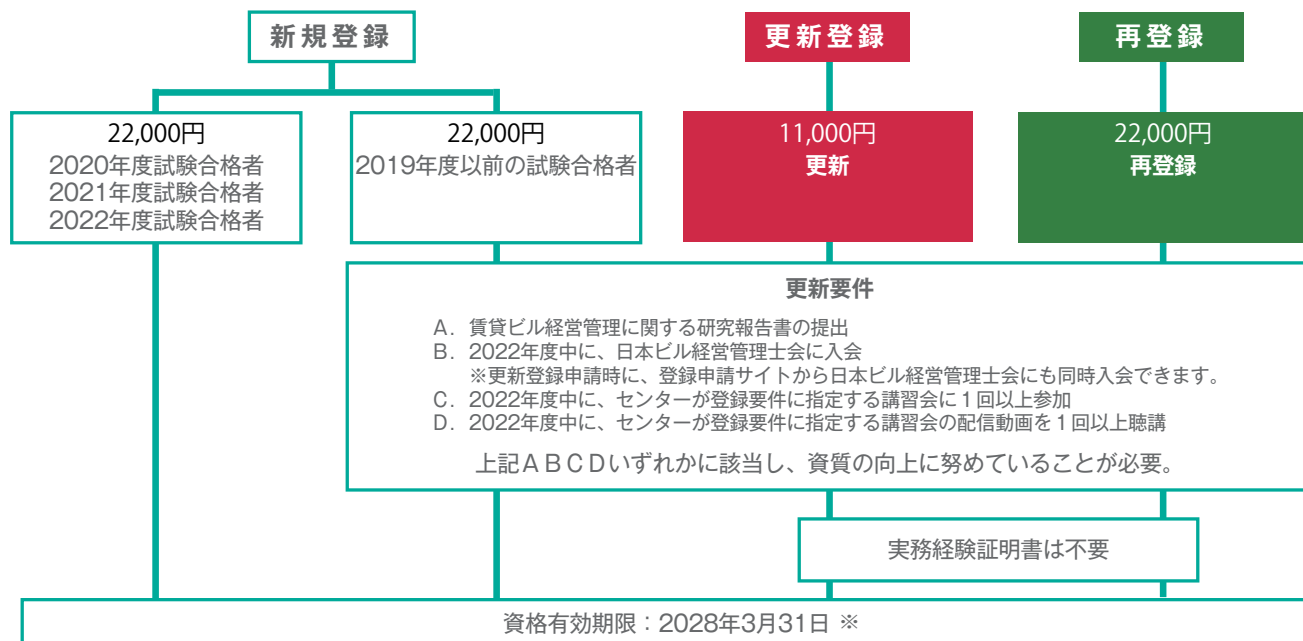 新規登録
更新登録
再登録
22,000円
2020年度試験合格者
2021年度試験合格者
2022年度試験合格者
22,000円
2019年度以前の試験合格者
11,000円
更新
22,000円
再登録
更新要件
A. 賃貸ビル経営管理に関する研究報告書の提出
B. 2022年度中に、日本ビル経営管理士会に入会
※更新登録申請時に、登録申請サイトから日本ビル経営管理士会にも同時入会できます。
C. 2022年度中に、センターが登録要件に指定する講習会に1回以上参加
D. 2022年度中に、センターが登録要件に指定する講習会の配信動画を1回以上聴講
上記ABCDいずれかに該当し、資質の向上に努めていることが必要。
実務経験証明書は不要
資格有効期限:2028年3月31日 ※